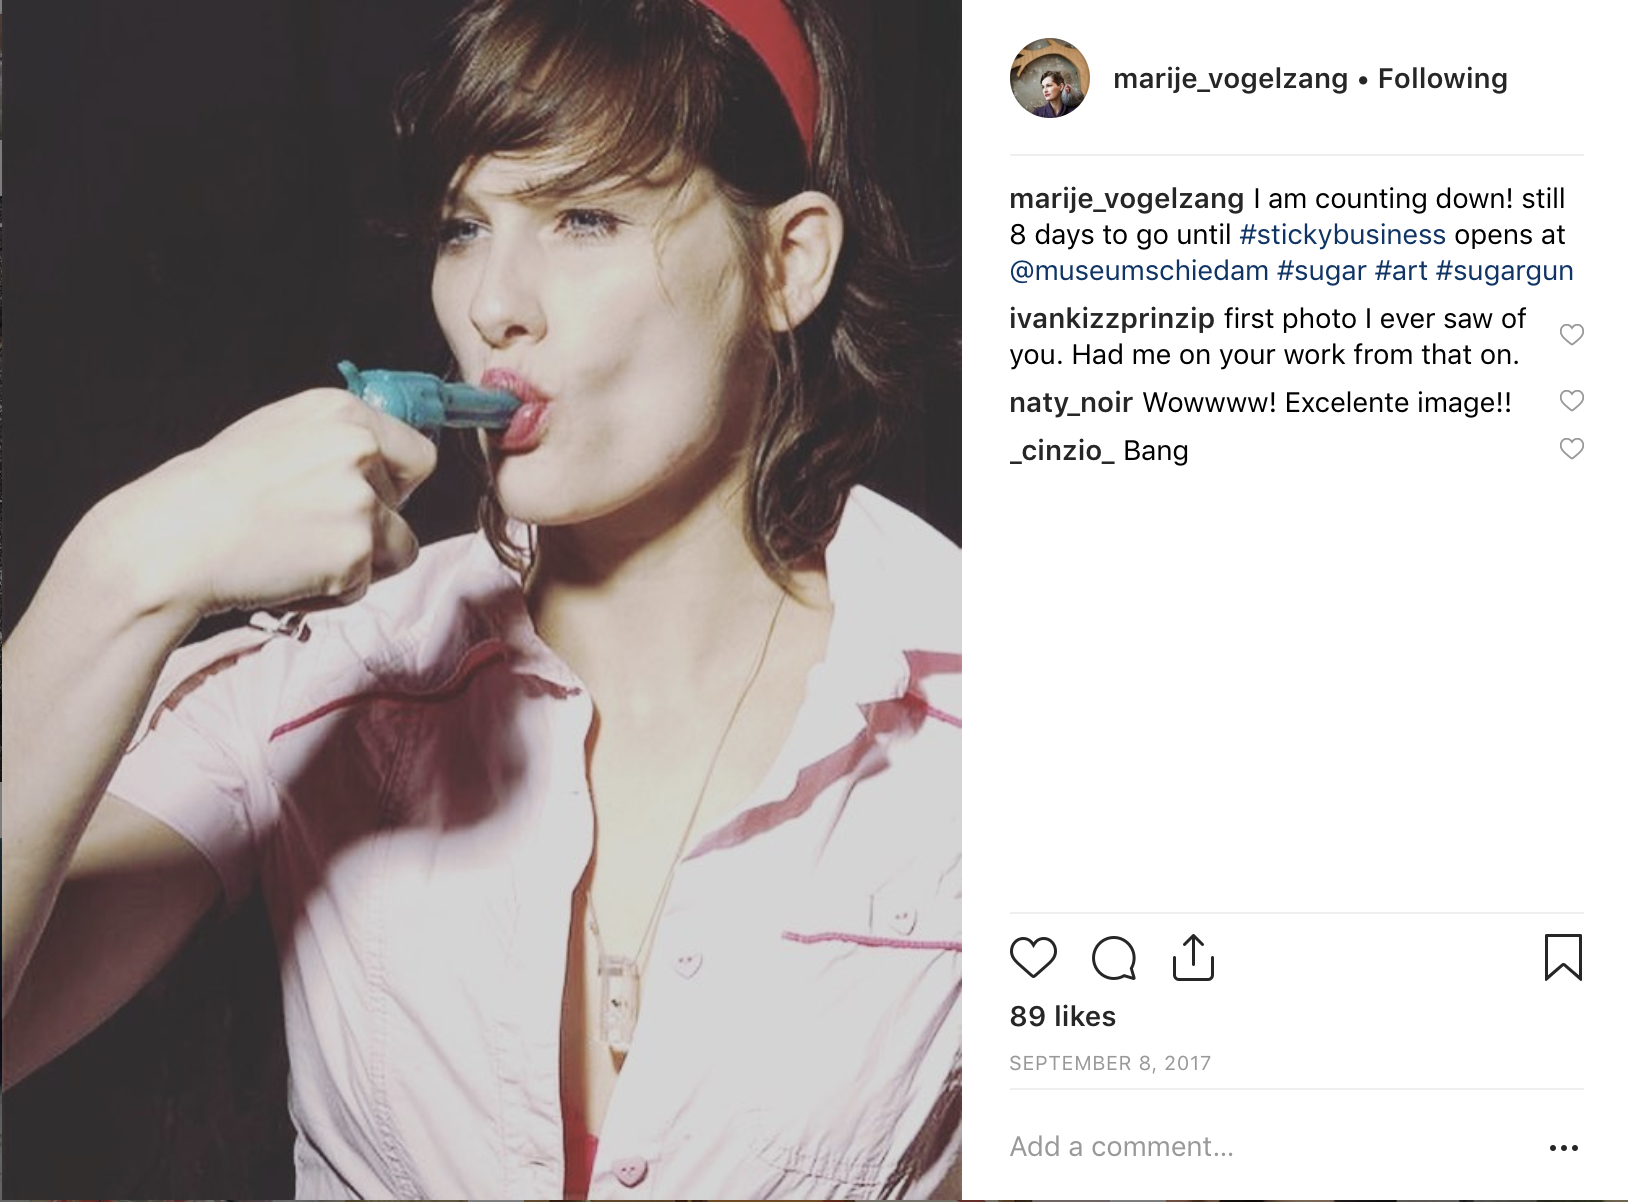 marije_vogelzang • Following
marije_vogelzang I am counting down! still
8 days to go until #stickybusiness opens at
@museumschiedam #sugar #art #sugargun
ivankizzprinzip first photo I ever saw of
you. Had me on your work from that on.
naty_noir Wowwww! Excelente image!!
_cinzio_ Bang
89 likes
SEPTEMBER 8, 2017
Add a comment...